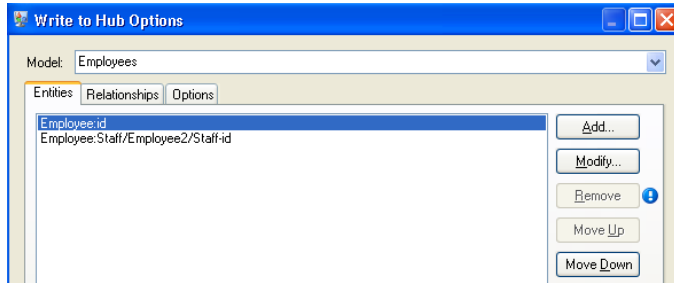 Write to Hub Options
Model: Employees
Entities Relationships Options
Employee:id
Employee:Staff/Employee2/Staff-id
Add...
Modify...
Remove
Move Up
Move Down